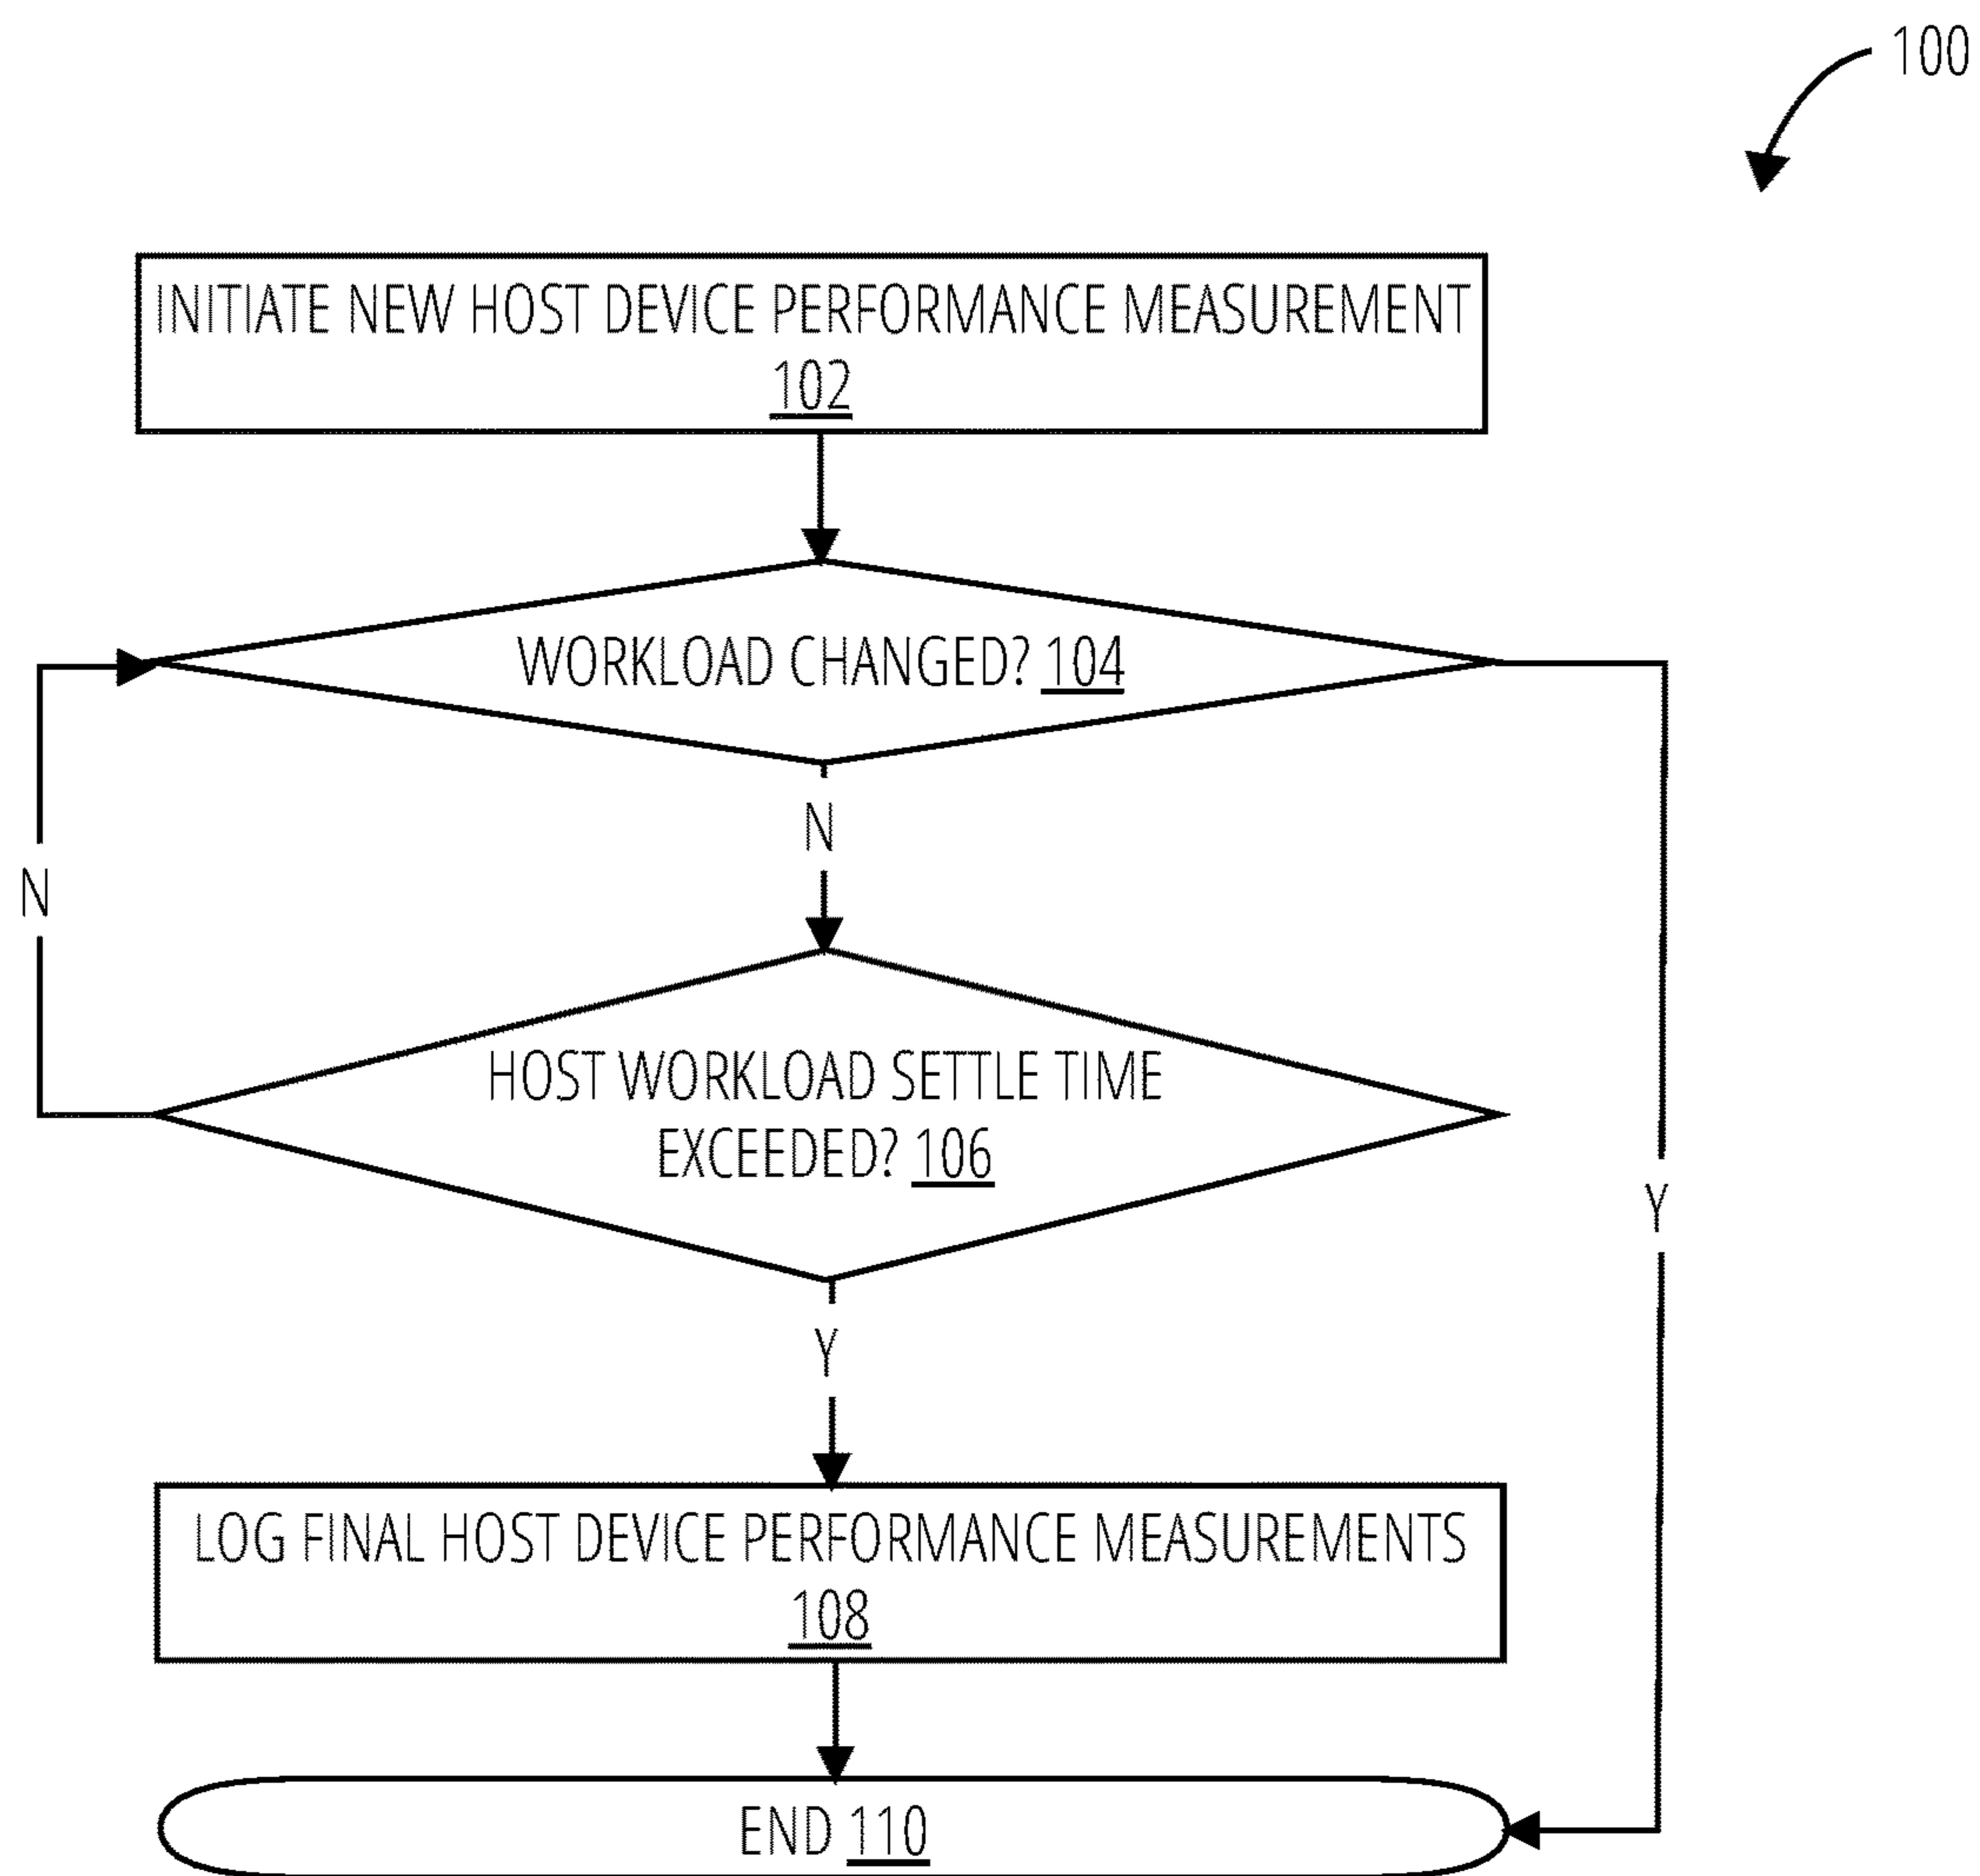 100
INITIATE NEW HOST DEVICE PERFORMANCE MEASUREMENT
102
WORKLOAD CHANGED? 104
N
N
HOST WORKLOAD SETTLE TIME
EXCEEDED? 106
Y
Y
LOG FINAL HOST DEVICE PERFORMANCE MEASUREMENTS
108
END 110